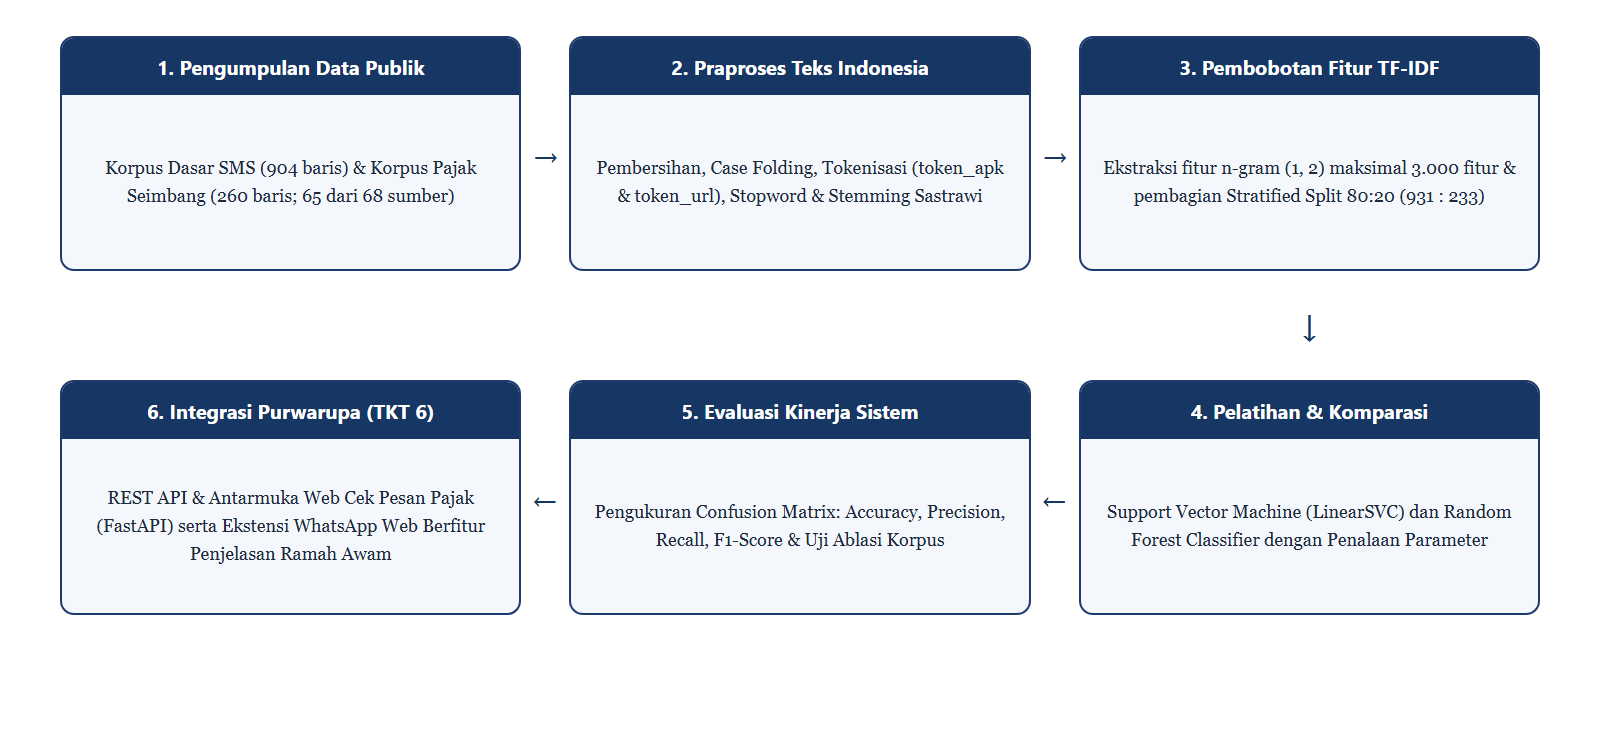 1. Pengumpulan Data Publik
Korpus Dasar SMS (904 baris) & Korpus Pajak
Seimbang (260 baris; 65 dari 68 sumber)
→
2. Praproses Teks Indonesia
Pembersihan, Case Folding, Tokenisasi (token_apk
& token_url), Stopword & Stemming Sastrawi
→
3. Pembobotan Fitur TF-IDF
Ekstraksi fitur n-gram (1, 2) maksimal 3.000 fitur &
pembagian Stratified Split 80:20 (931 : 233)
↓
4. Pelatihan & Komparasi
Support Vector Machine (LinearSVC) dan Random
Forest Classifier dengan Penalaan Parameter
←
5. Evaluasi Kinerja Sistem
Pengukuran Confusion Matrix: Accuracy, Precision,
Recall, F1-Score & Uji Ablasi Korpus
←
6. Integrasi Purwarupa (TKT 6)
REST API & Antarmuka Web Cek Pesan Pajak
(FastAPI) serta Ekstensi WhatsApp Web Berfitur
Penjelasan Ramah Awam